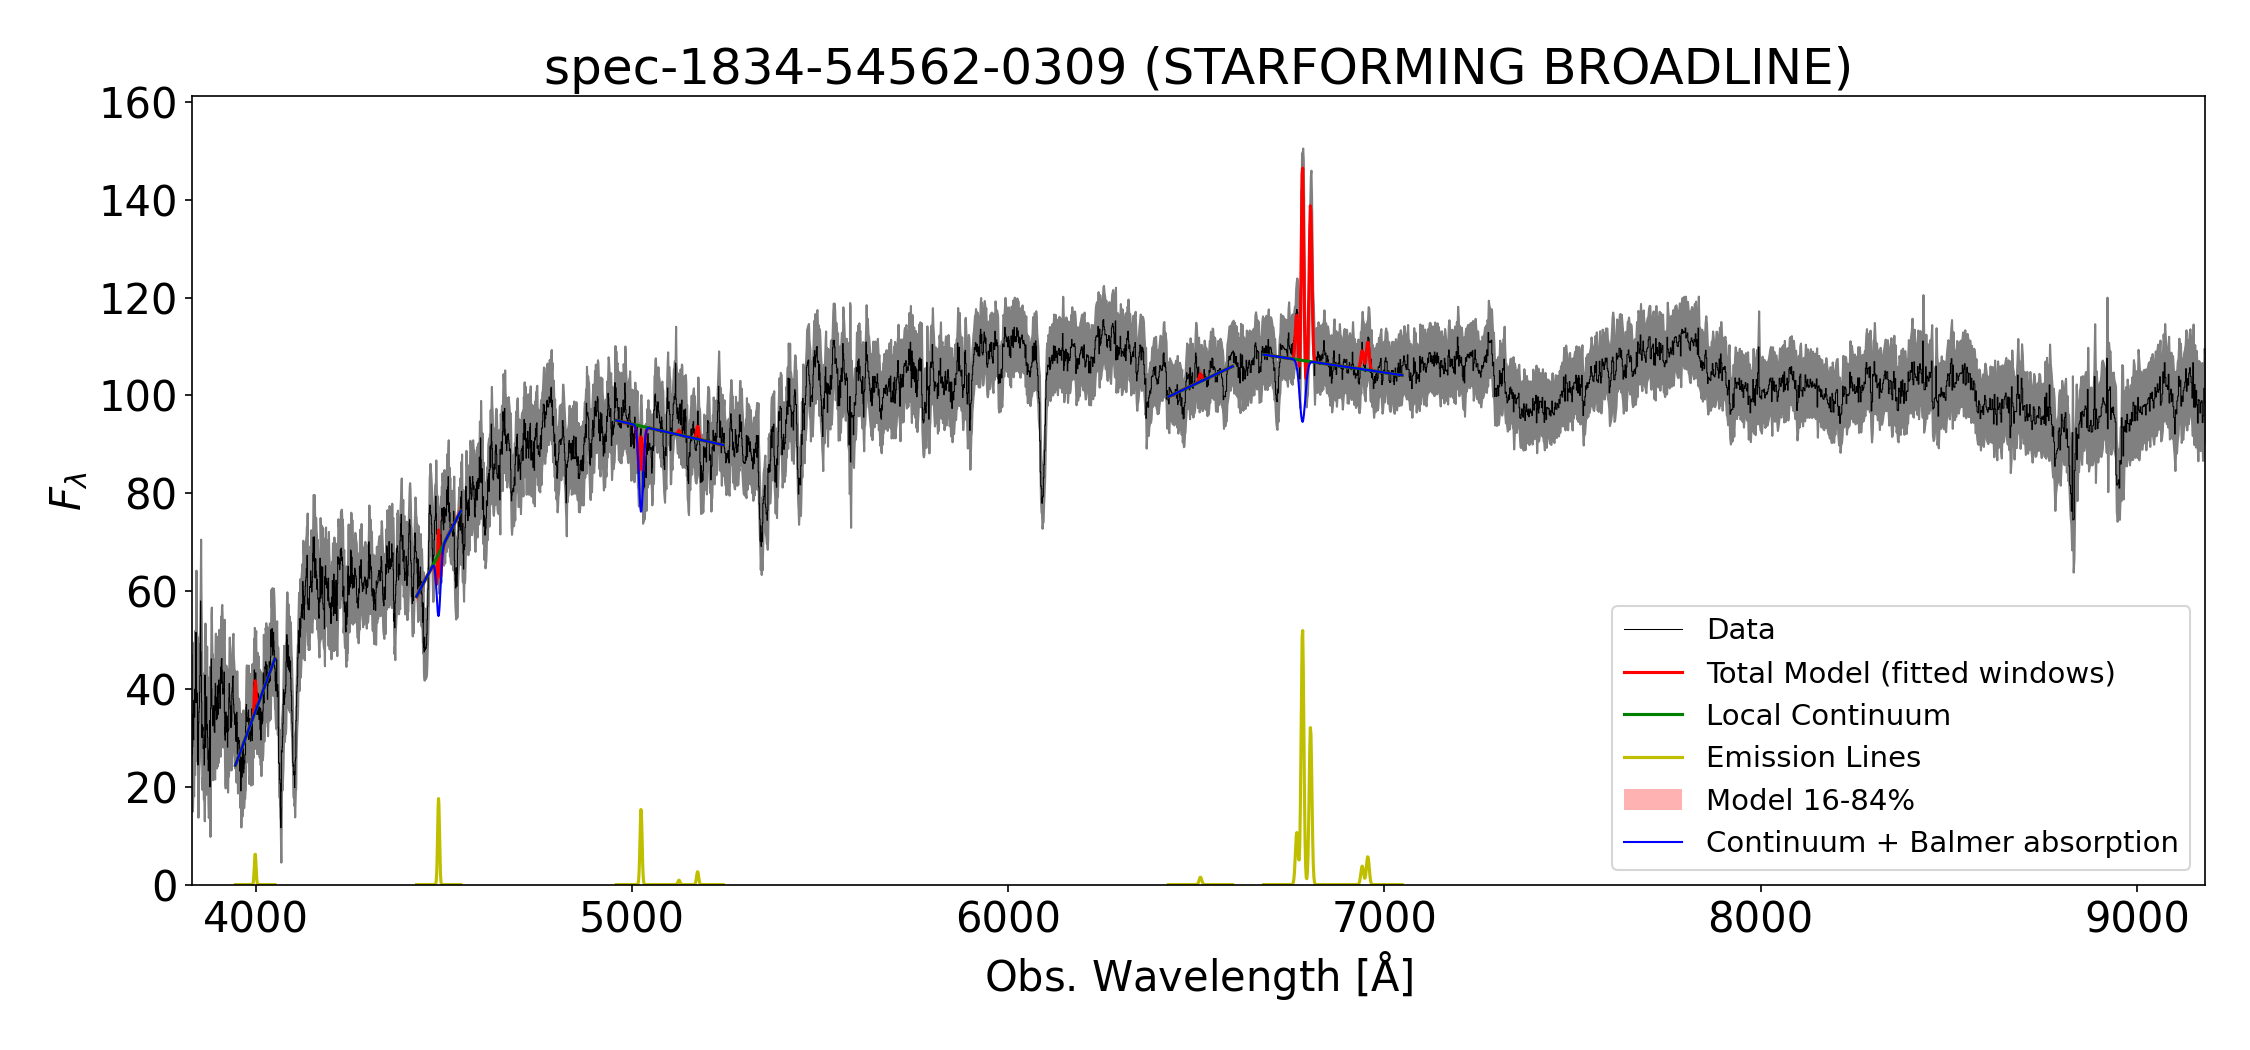 spec-1834-54562-0309 (STARFORMING BROADLINE)
160
140
120
100
80
60
40
20
0
F_λ
4000 5000 6000 7000 8000 9000
Obs. Wavelength [Å]
Data
Total Model (fitted windows)
Local Continuum
Emission Lines
Model 16-84%
Continuum + Balmer absorption